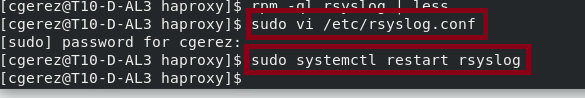 [cgerez@T10-D-AL3 haproxy]$ rpm -ql rsyslog | less
[cgerez@T10-D-AL3 haproxy]$ sudo vi /etc/rsyslog.conf
[sudo] password for cgerez:
[cgerez@T10-D-AL3 haproxy]$ sudo systemctl restart rsyslog
[cgerez@T10-D-AL3 haproxy]$